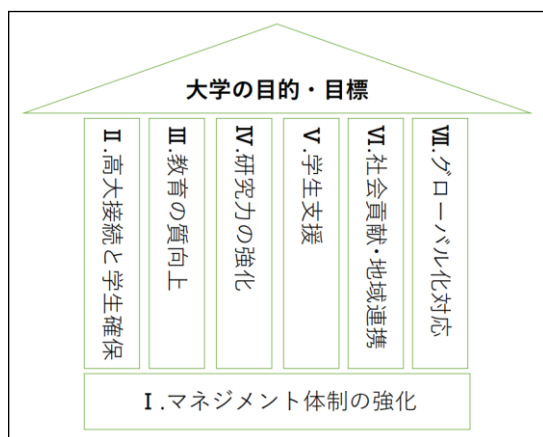 大学の目的・目標
Ⅱ.高大接続と学生確保
Ⅲ.教育の質向上
Ⅳ.研究力の強化
Ⅴ.学生支援
Ⅵ.社会貢献・地域連携
Ⅶ.グローバル化対応
Ⅰ.マネジメント体制の強化